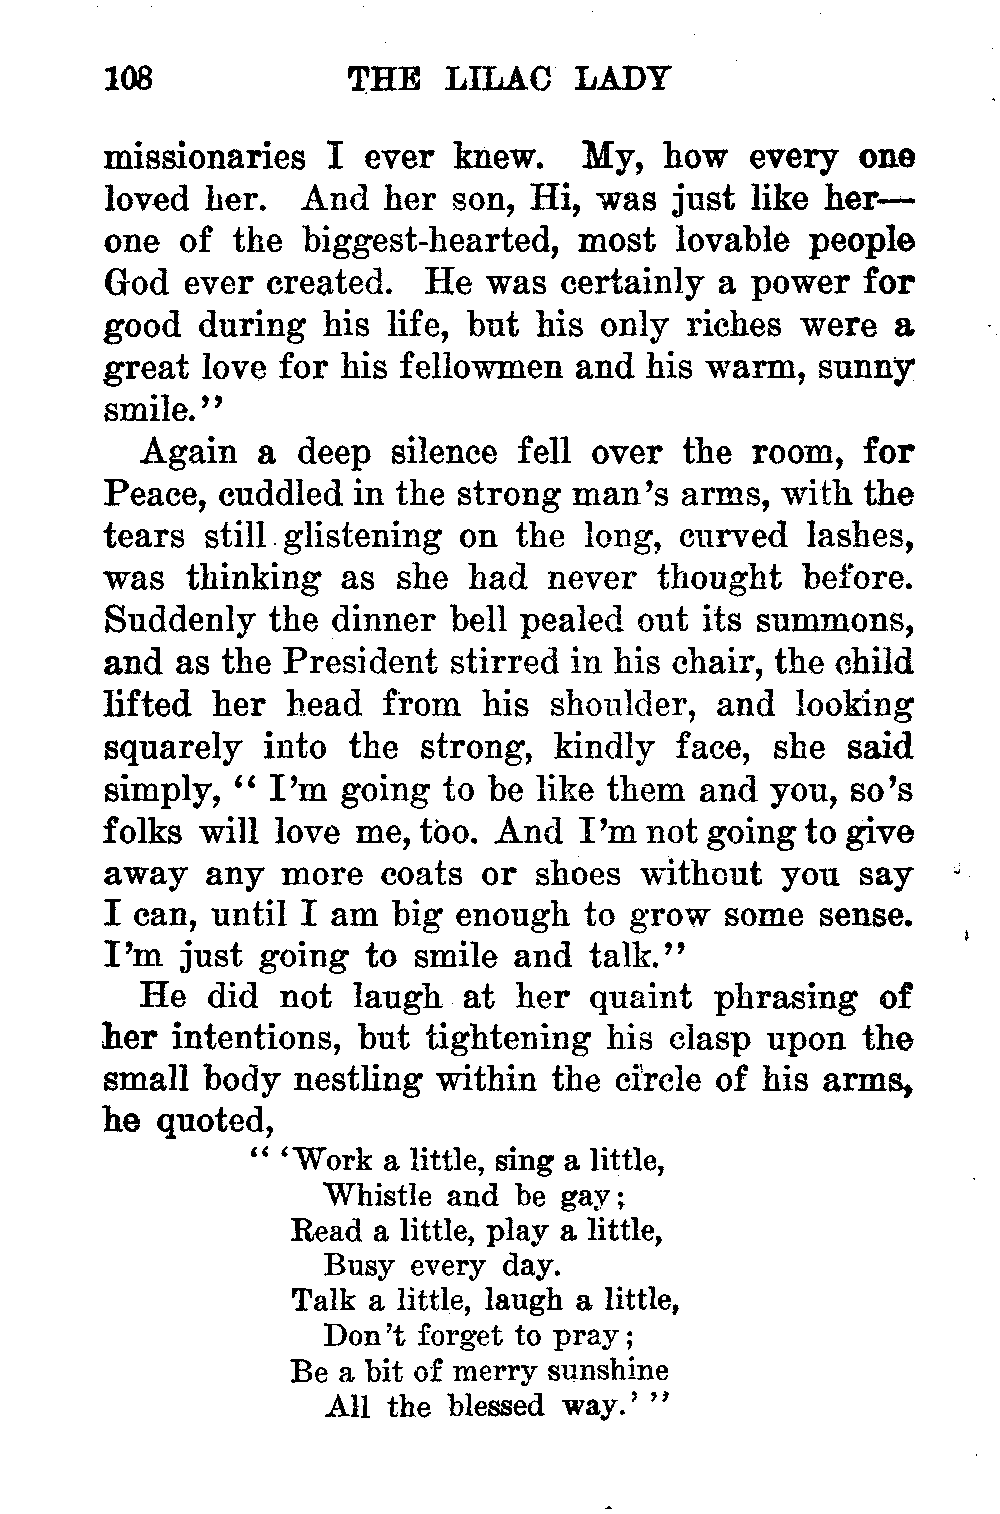 108 THE LILAC LADY
missionaries I ever knew. My, how every one
loved her. And her son, Hi, was just like her—
one of the biggest-hearted, most lovable people
God ever created. He was certainly a power for
good during his life, but his only riches were a
great love for his fellowmen and his warm, sunny
smile."
Again a deep silence fell over the room, for
Peace, cuddled in the strong man's arms, with the
tears still glistening on the long, curved lashes,
was thinking as she had never thought before.
Suddenly the dinner bell pealed out its summons,
and as the President stirred in his chair, the child
lifted her head from his shoulder, and looking
squarely into the strong, kindly face, she said
simply, " I'm going to be like them and you, so's
folks will love me, too. And I'm not going to give
away any more coats or shoes without you say
I can, until I am big enough to grow some sense.
I'm just going to smile and talk."
He did not laugh at her quaint phrasing of
her intentions, but tightening his clasp upon the
small body nestling within the circle of his arms,
he quoted,
" 'Work a little, sing a little,
Whistle and be gay;
Read a little, play a little,
Busy every day.
Talk a little, laugh a little,
Don't forget to pray;
Be a bit of merry sunshine
All the blessed way.' "